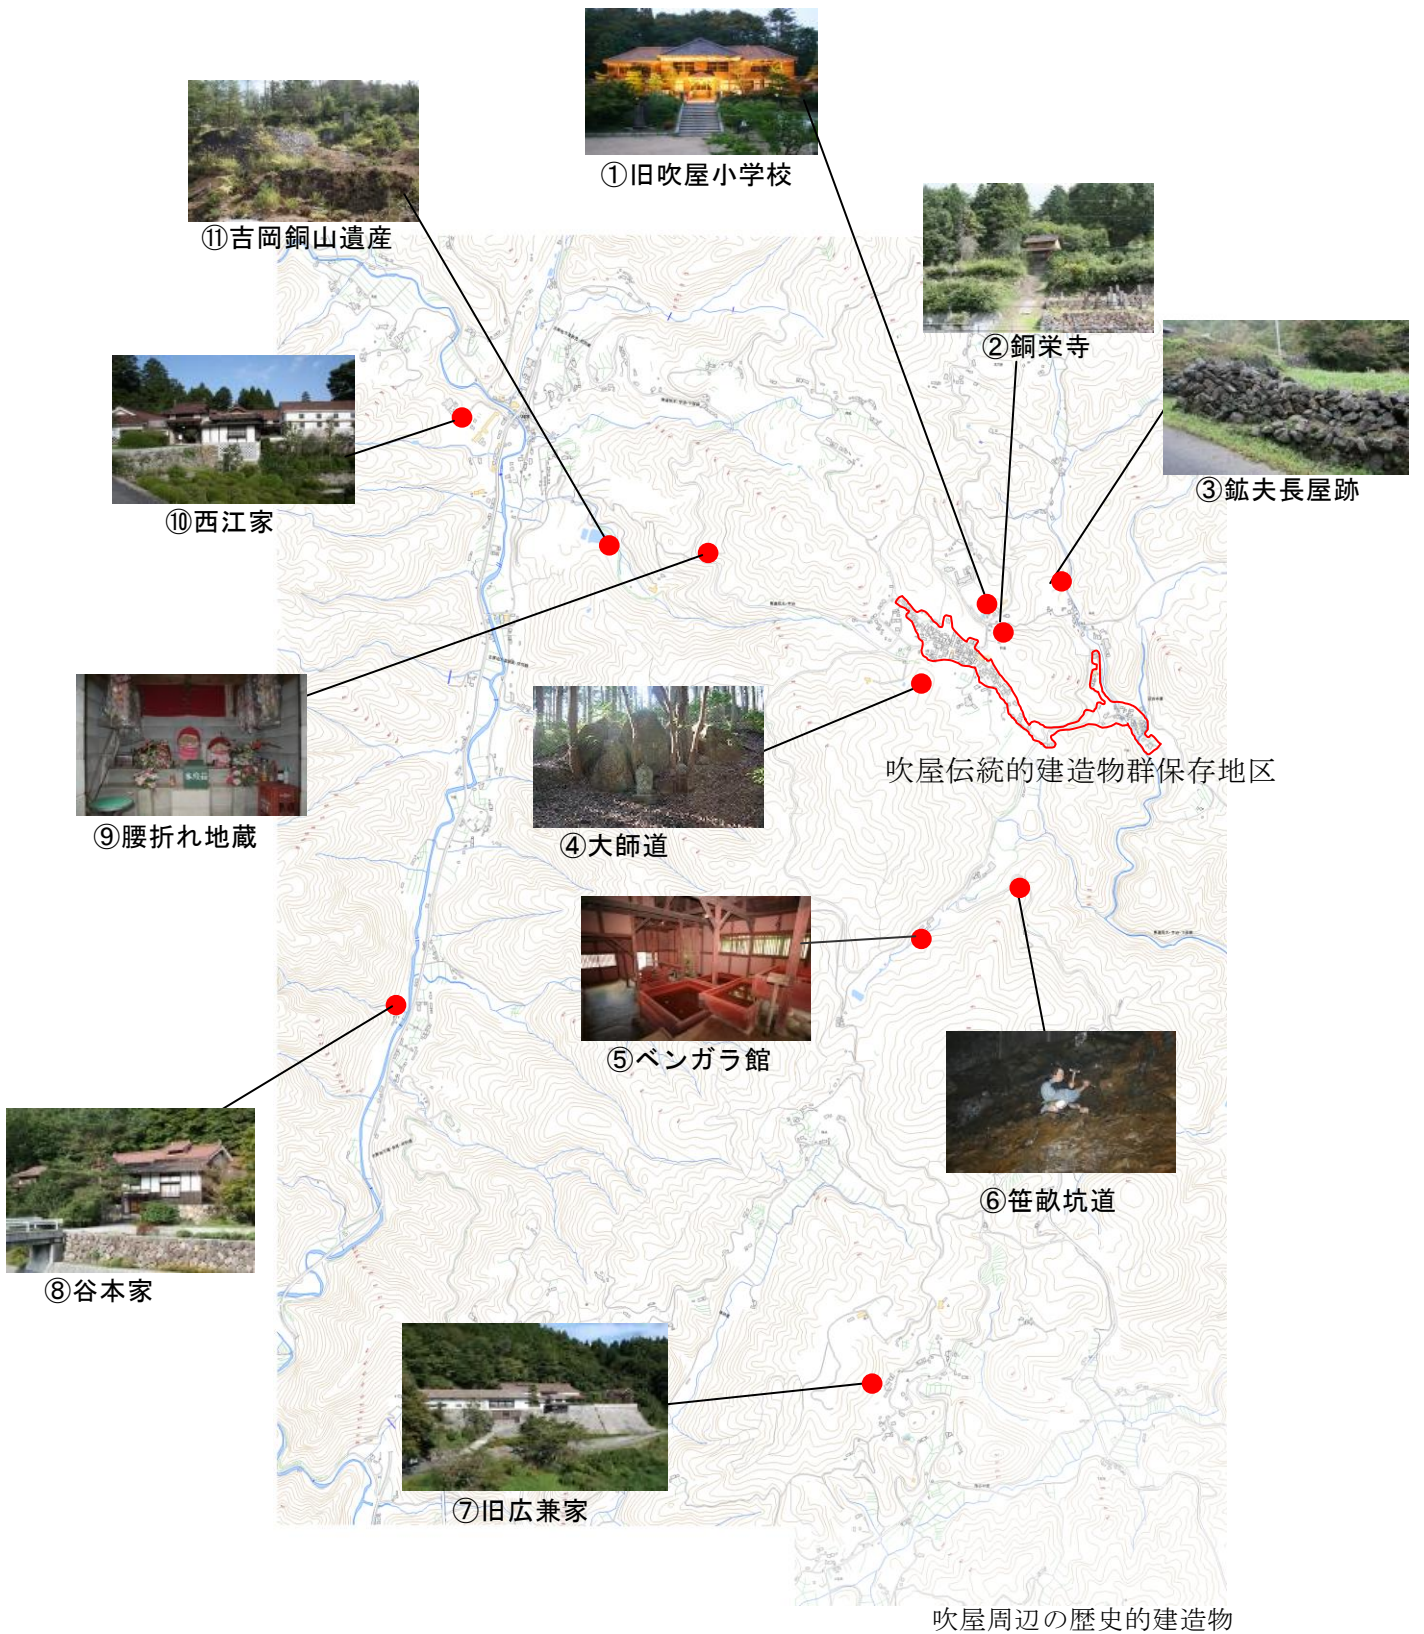 ①旧吹屋小学校
⑪吉岡銅山遺産
②銅栄寺
③鉱夫長屋跡
⑩西江家
吹屋伝統的建造物群保存地区
⑨腰折れ地蔵
④大師道
⑤ベンガラ館
⑥笹畝坑道
⑧谷本家
⑦旧広兼家
吹屋周辺の歴史的建造物